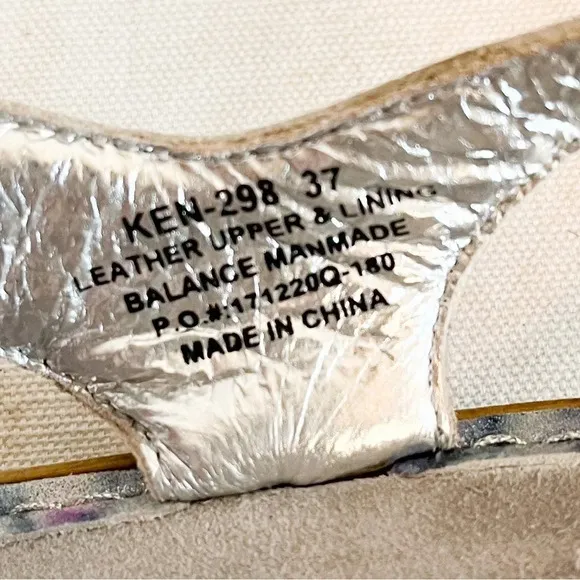 KEN-298 37
LEATHER UPPER & LINING
BALANCE MANMADE
P.O.#:171220Q-180
MADE IN CHINA